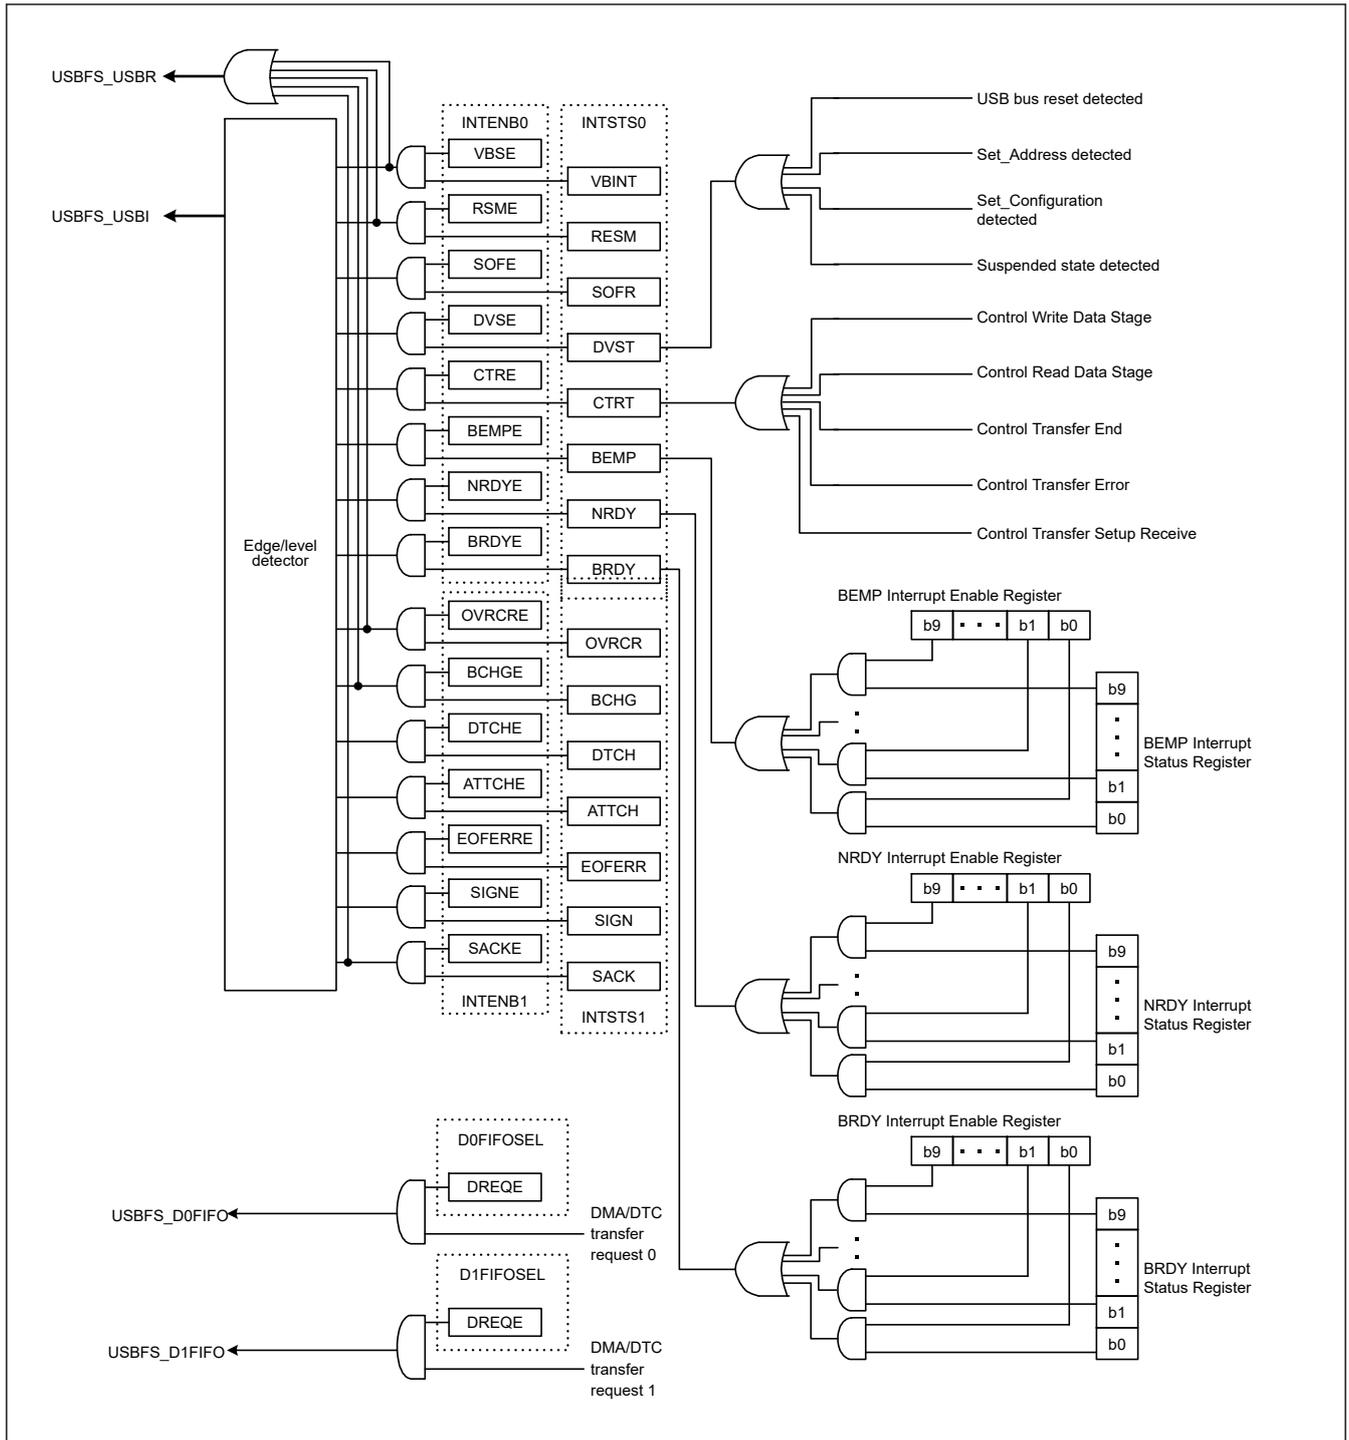 USBFS_USBR
USBFS_USBI
Edge/level
detector
INTENB0
INTSTS0
VBSE
VBINT
RSME
RESM
SOFE
SOFR
DVSE
DVST
CTRE
CTRT
BEMPE
BEMP
NRDYE
NRDY
BRDYE
BRDY
OVRCRE
OVRCR
BCHGE
BCHG
DTCHE
DTCH
ATTCHE
ATTCH
EOFERRE
EOFERR
SIGNE
SIGN
SACKE
SACK
INTENB1
INTSTS1
USB bus reset detected
Set_Address detected
Set_Configuration
detected
Suspended state detected
Control Write Data Stage
Control Read Data Stage
Control Transfer End
Control Transfer Error
Control Transfer Setup Receive
BEMP Interrupt Enable Register
b9 · · · b1 b0
b9
b1
b0
BEMP Interrupt
Status Register
NRDY Interrupt Enable Register
b9 · · · b1 b0
b9
b1
b0
NRDY Interrupt
Status Register
BRDY Interrupt Enable Register
b9 · · · b1 b0
b9
b1
b0
BRDY Interrupt
Status Register
D0FIFOSEL
DREQE
USBFS_D0FIFO
DMA/DTC
transfer
request 0
D1FIFOSEL
DREQE
USBFS_D1FIFO
DMA/DTC
transfer
request 1